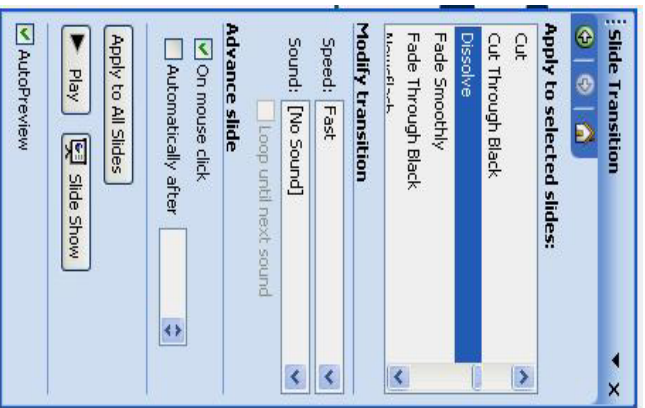 Slide Transition
Apply to selected slides:
Cut
Cut Through Black
Dissolve
Fade Smoothly
Fade Through Black
Newsflash
Modify transition
Speed: Fast
Sound: [No Sound]
Loop until next sound
Advance slide
On mouse click
Automatically after
Apply to All Slides
Play
Slide Show
AutoPreview